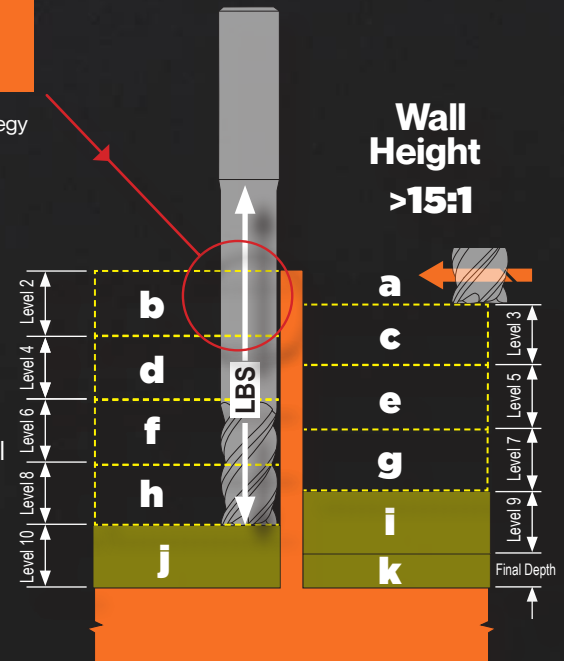 egy
Wall
Height
>15:1
a
b
c
d
e
f
g
h
i
j
k
LBS
Level 2
Level 4
Level 6
Level 8
Level 10
Level 3
Level 5
Level 7
Level 9
Final Depth
l